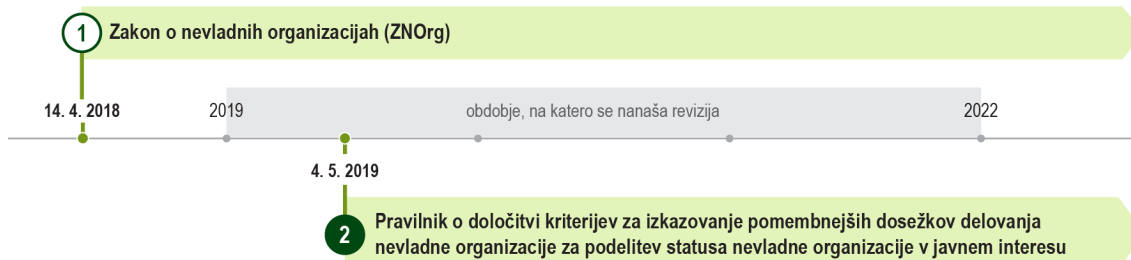 1 Zakon o nevladnih organizacijah (ZNOrg)
14. 4. 2018 2019 obdobje, na katero se nanaša revizija 2022
4. 5. 2019
2 Pravilnik o določitvi kriterijev za izkazovanje pomembnejših dosežkov delovanja
nevladne organizacije za podelitev statusa nevladne organizacije v javnem interesu